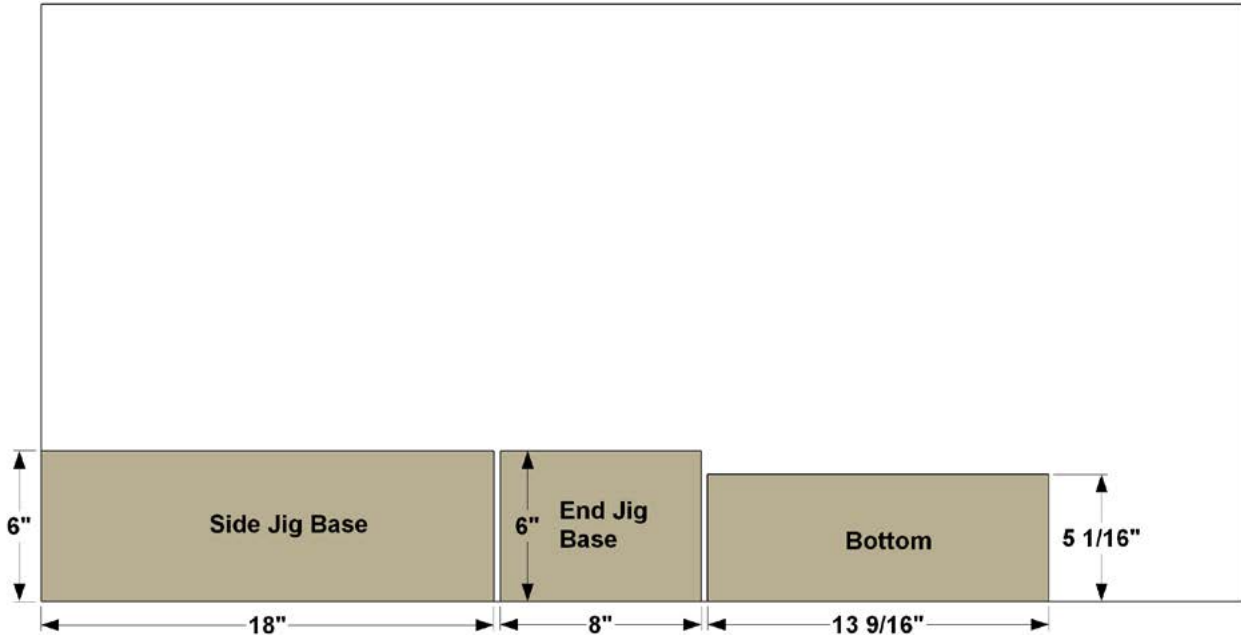 6"
Side Jig Base
6"
End Jig
Base
Bottom
5 1/16"
18"
8"
13 9/16"